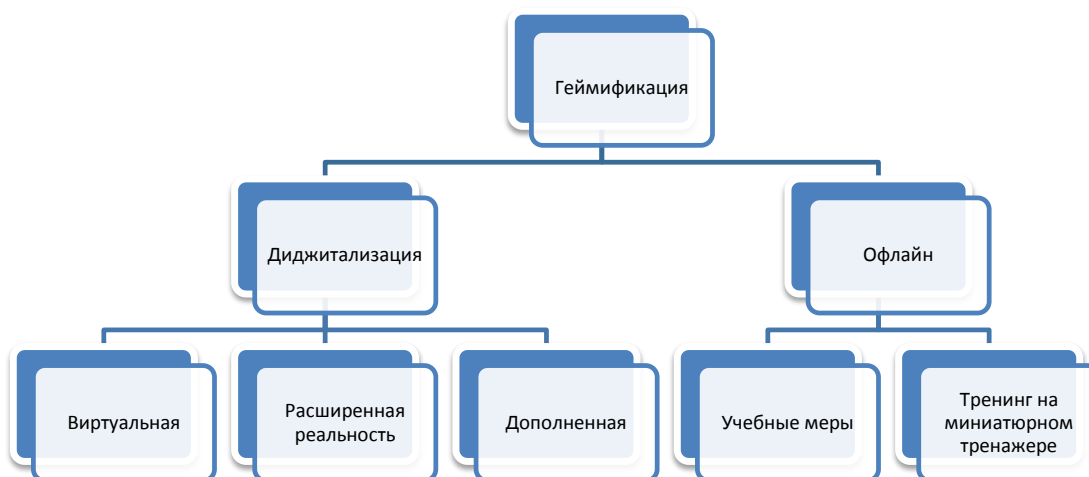 Геймификация
Диджитализация
Офлайн
Виртуальная
Расширенная
реальность
Дополненная
Учебные меры
Тренинг на
миниатюрном
тренажере